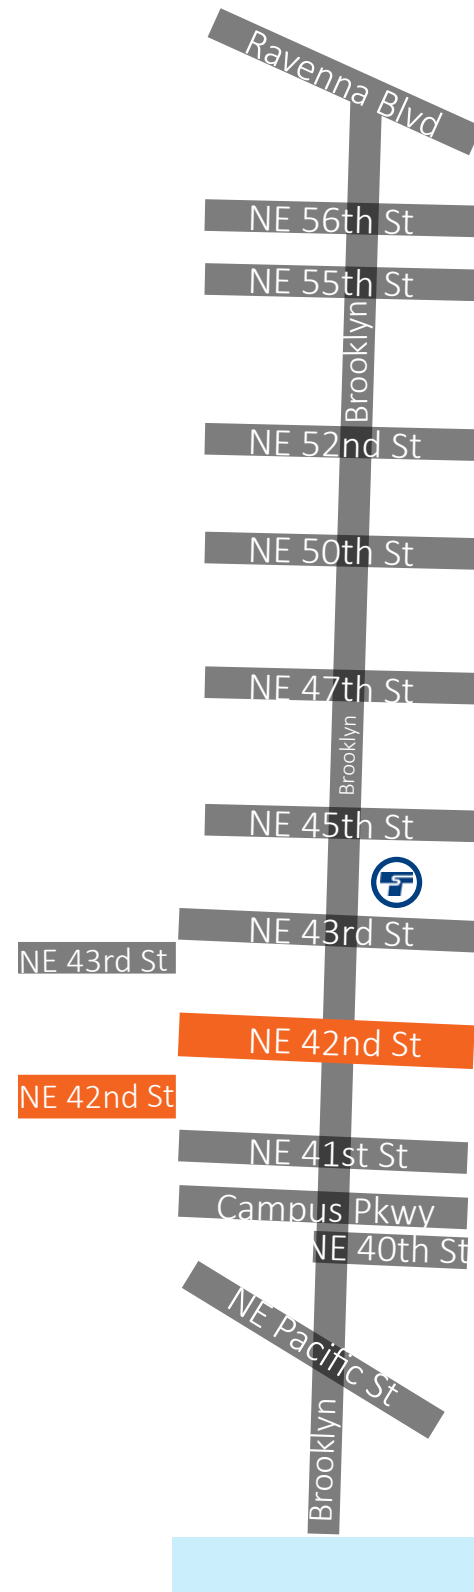 Ravenna Blvd
NE 56th St
NE 55th St
Brooklyn
NE 52nd St
NE 50th St
NE 47th St
Brooklyn
NE 45th St
NE 43rd St
NE 43rd St
NE 42nd St
NE 42nd St
NE 41st St
Campus Pkwy
NE 40th St
NE Pacific St
Brooklyn